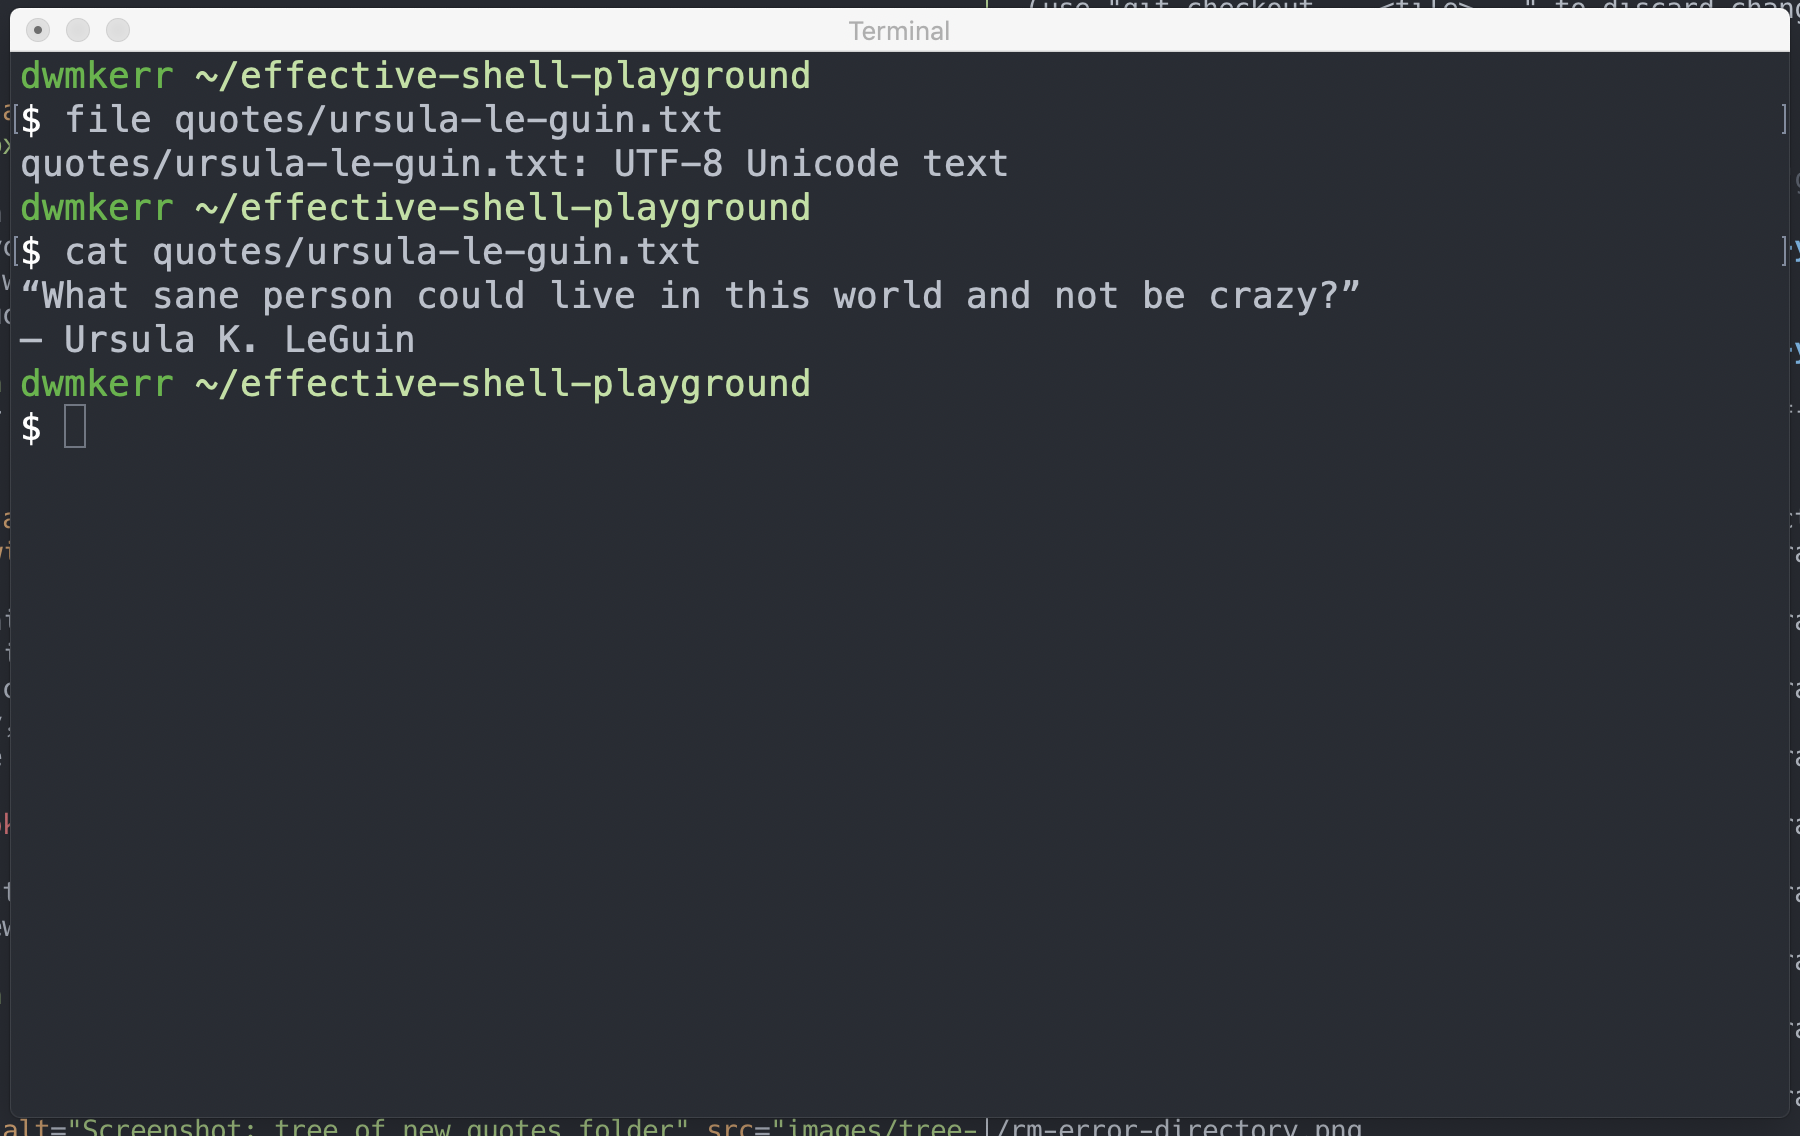 (use "git checkout
Terminal
dwmkerr ~/effective-shell-playground
$ file quotes/ursula-le-guin.txt
quotes/ursula-le-guin.txt: UTF-8 Unicode text
dwmkerr ~/effective-shell-playground
$ cat quotes/ursula-le-guin.txt
“What sane person could live in this world and not be crazy?”
— Ursula K. LeGuin
dwmkerr ~/effective-shell-playground
$
alt="Screenshot: tree of new quotes folder" src="images/tree-|/rm-error-directory.png